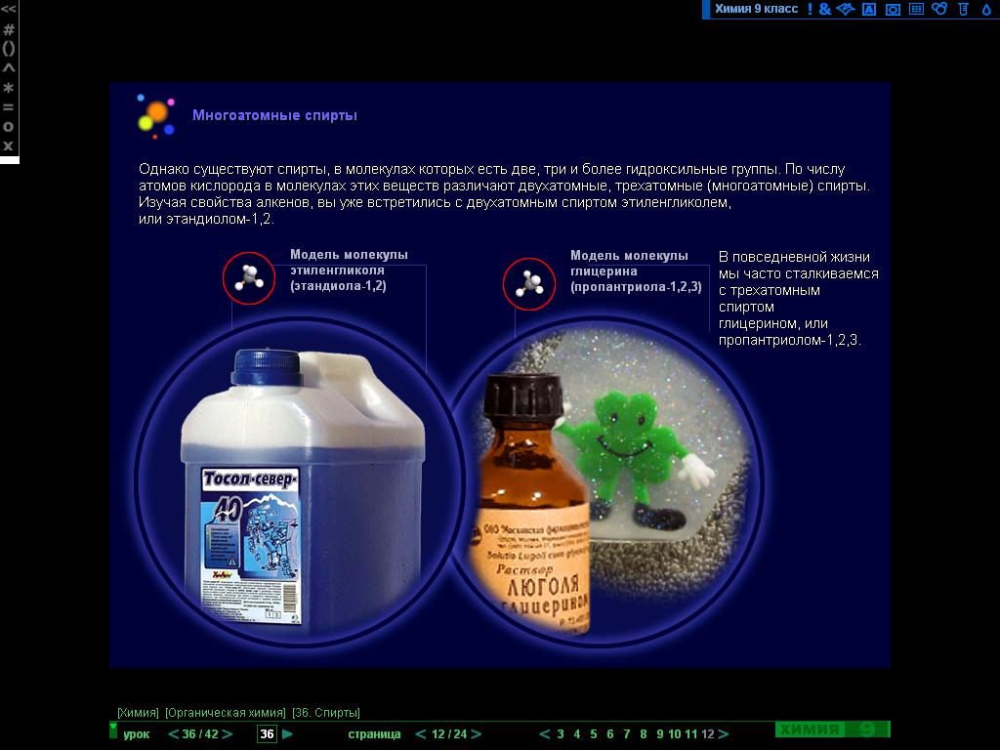 <<
#
()
^
*
=
o
x
Химия 9 класс ! & A
Многоатомные спирты
Однако существуют спирты, в молекулах которых есть две, три и более гидроксильные группы. По числу
атомов кислорода в молекулах этих веществ различают двухатомные, трехатомные (многоатомные) спирты.
Изучая свойства алкенов, вы уже встретились с двухатомным спиртом этиленгликолем,
или этандиолом-1,2.
Модель молекулы
этиленгликоля
(этандиола-1,2)
Модель молекулы
глицерина
(пропантриола-1,2,3)
В повседневной жизни
мы часто сталкиваемся
с трехатомным
спиртом
глицерином, или
пропантриолом-1,2,3.
Тосол-север-
40
Раствор
ЛЮГОЛЯ
глицерином
[Химия] [Органическая химия] [36. Спирты]
урок < 36 / 42 > 36 страница < 12 / 24 > < 3 4 5 6 7 8 9 10 11 12 > ХИМИЯ 9